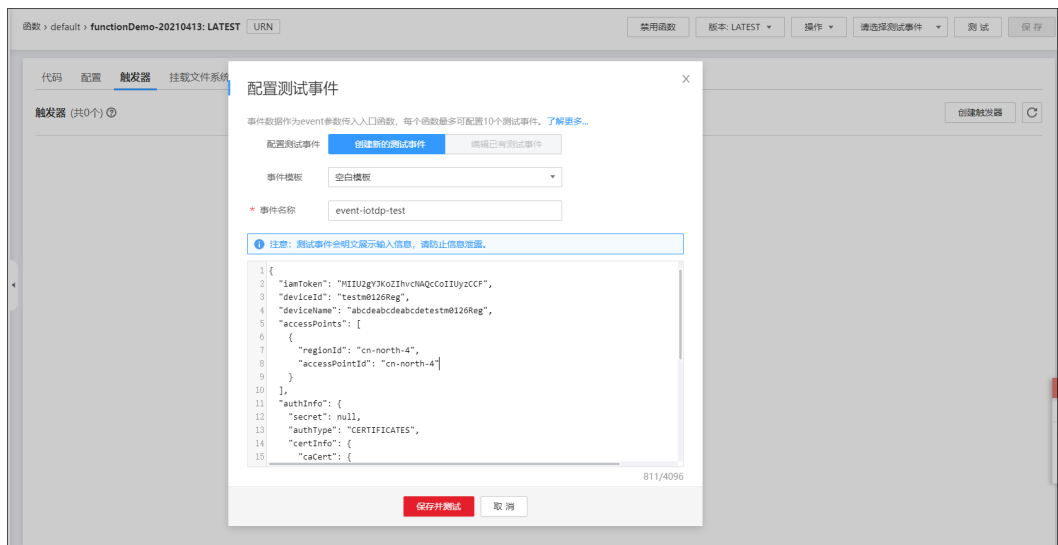 函数 › default › functionDemo-20210413: LATEST URN 禁用函数 版本: LATEST 操作 请选择测试事件 测 试 保 存
代码 配置 触发器 挂载文件系统
触发器 (共0个) 创建触发器
配置测试事件
事件数据作为event参数传入入口函数，每个函数最多可配置10个测试事件。了解更多...
配置测试事件 创建新的测试事件 编辑已有测试事件
事件模板 空白模板
* 事件名称 event-iotdp-test
注意：测试事件会明文展示输入信息，请防止信息泄露。
1 {
2 "iamToken": "MIIU2gYJKoZIhvcNAQcCoIIUyzCCF",
3 "deviceId": "testm0126Reg",
4 "deviceName": "abcdeabcdeabcdetestm0126Reg",
5 "accessPoints": [
6 {
7 "regionId": "cn-north-4",
8 "accessPointId": "cn-north-4"
9 }
10 ],
11 "authInfo": {
12 "secret": null,
13 "authType": "CERTIFICATES",
14 "certInfo": {
15 "caCert": {
811/4096
保存并测试 取 消